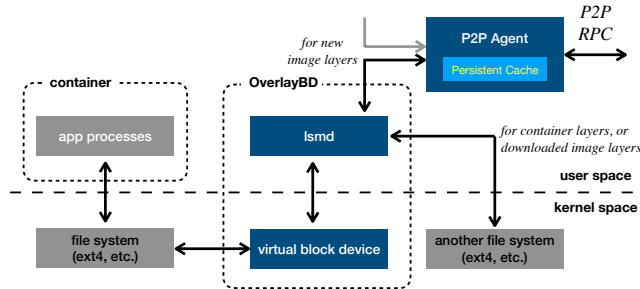 P2P
RPC
for new
image layers
P2P Agent
Persistent Cache
container
OverlayBD
app processes
lsmd
for container layers, or
downloaded image layers
user space
kernel space
file system
(ext4, etc.)
virtual block device
another file system
(ext4, etc.)